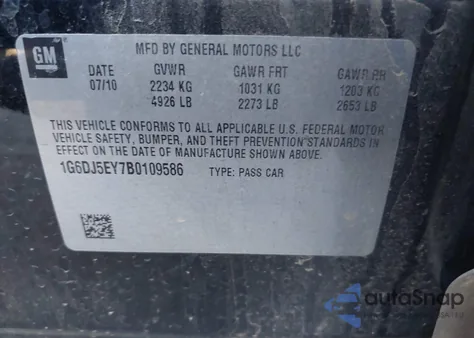 GM
MFD BY GENERAL MOTORS LLC
DATE GVWR GAWR FRT GAWR RR
07/10 2234 KG 1031 KG 1203 KG
4926 LB 2273 LB 2653 LB
THIS VEHICLE CONFORMS TO ALL APPLICABLE U.S. FEDERAL MOTOR
VEHICLE SAFETY, BUMPER, AND THEFT PREVENTION STANDARDS IN
EFFECT ON THE DATE OF MANUFACTURE SHOWN ABOVE.
1G6DJ5EY7B0109586 TYPE: PASS CAR
autoSnap